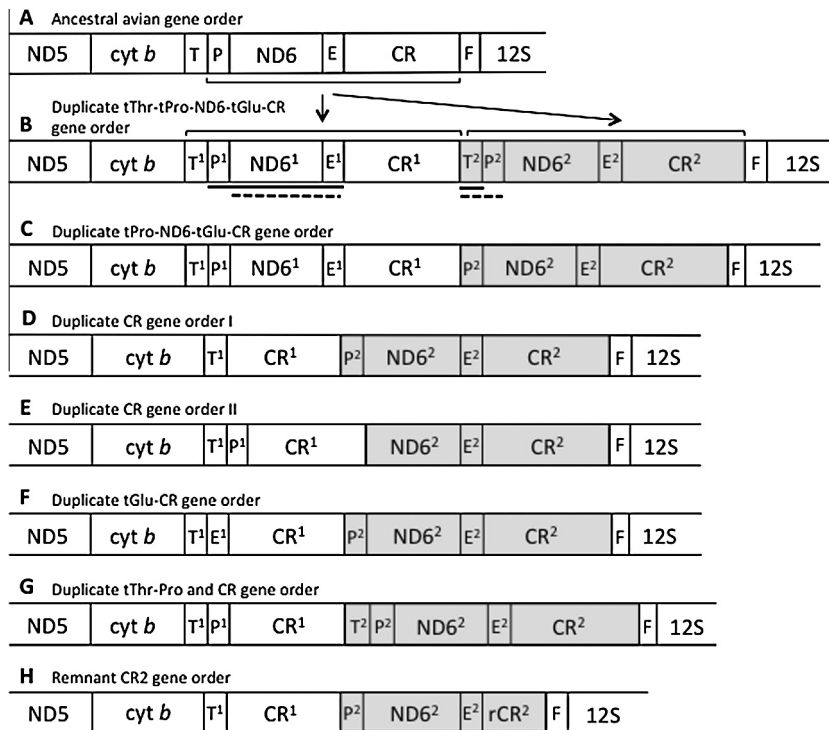 A Ancestral avian gene order
ND5 cyt b T P ND6 E CR F 12S
Duplicate tThr-tPro-ND6-tGlu-CR
B gene order
ND5 cyt b T¹ P¹ ND6¹ E¹ CR¹ T² P² ND6² E² CR² F 12S
C Duplicate tPro-ND6-tGlu-CR gene order
ND5 cyt b T¹ P¹ ND6¹ E¹ CR¹ P² ND6² E² CR² F 12S
D Duplicate CR gene order I
ND5 cyt b T¹ CR¹ P² ND6² E² CR² F 12S
E Duplicate CR gene order II
ND5 cyt b T¹ P¹ CR¹ ND6² E² CR² F 12S
F Duplicate tGlu-CR gene order
ND5 cyt b T¹ E¹ CR¹ P² ND6² E² CR² F 12S
G Duplicate tThr-Pro and CR gene order
ND5 cyt b T¹ P¹ CR¹ T² P² ND6² E² CR² F 12S
H Remnant CR2 gene order
ND5 cyt b T¹ CR¹ P² ND6² E² rCR² F 12S